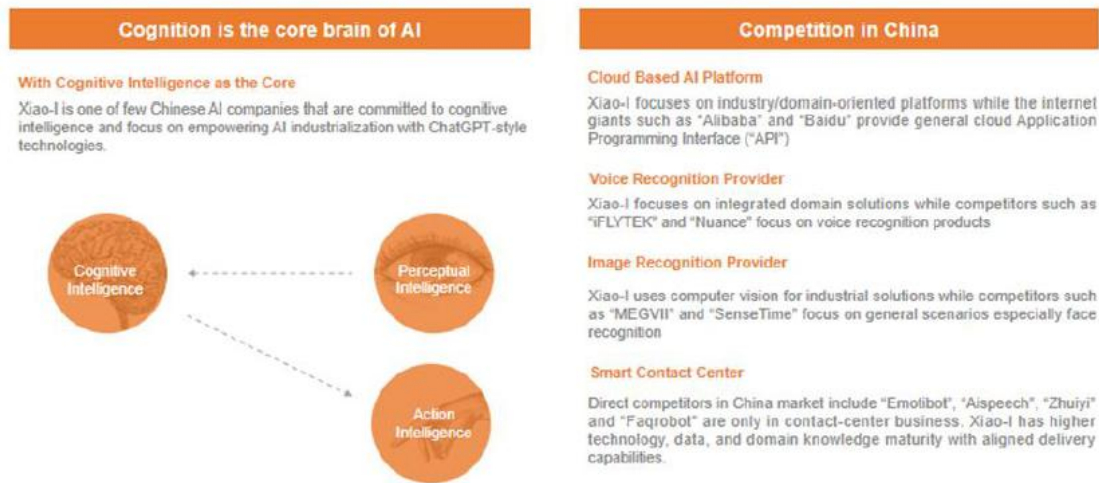 Cognition is the core brain of AI
With Cognitive Intelligence as the Core
Xiao-I is one of few Chinese AI companies that are committed to cognitive
intelligence and focus on empowering AI industrialization with ChatGPT-style
technologies.
Cognitive
Intelligence
Perceptual
Intelligence
Action
Intelligence
Competition in China
Cloud Based AI Platform
Xiao-I focuses on industry/domain-oriented platforms while the internet
giants such as “Alibaba” and “Baidu” provide general cloud Application
Programming Interface (“API”)
Voice Recognition Provider
Xiao-I focuses on integrated domain solutions while competitors such as
“iFLYTEK” and “Nuance” focus on voice recognition products
Image Recognition Provider
Xiao-I uses computer vision for industrial solutions while competitors such
as “MEGVII” and “SenseTime” focus on general scenarios especially face
recognition
Smart Contact Center
Direct competitors in China market include “Emotibot”, “Aispeech”, “Zhuiyi”
and “Faqrobot” are only in contact-center business. Xiao-I has higher
technology, data, and domain knowledge maturity with aligned delivery
capabilities.